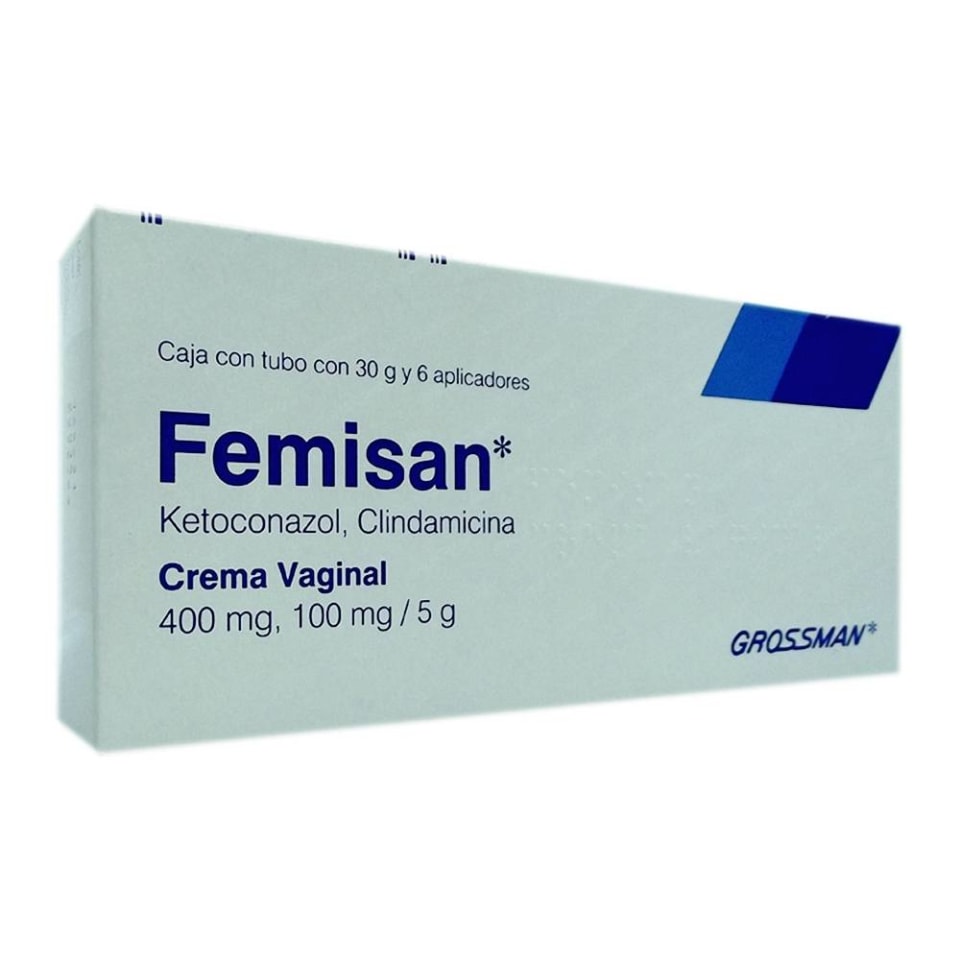 Caja con tubo con 30 g y 6 aplicadores
Femisan*
Ketoconazol, Clindamicina
Crema Vaginal
400 mg, 100 mg / 5 g
GROSSMAN*